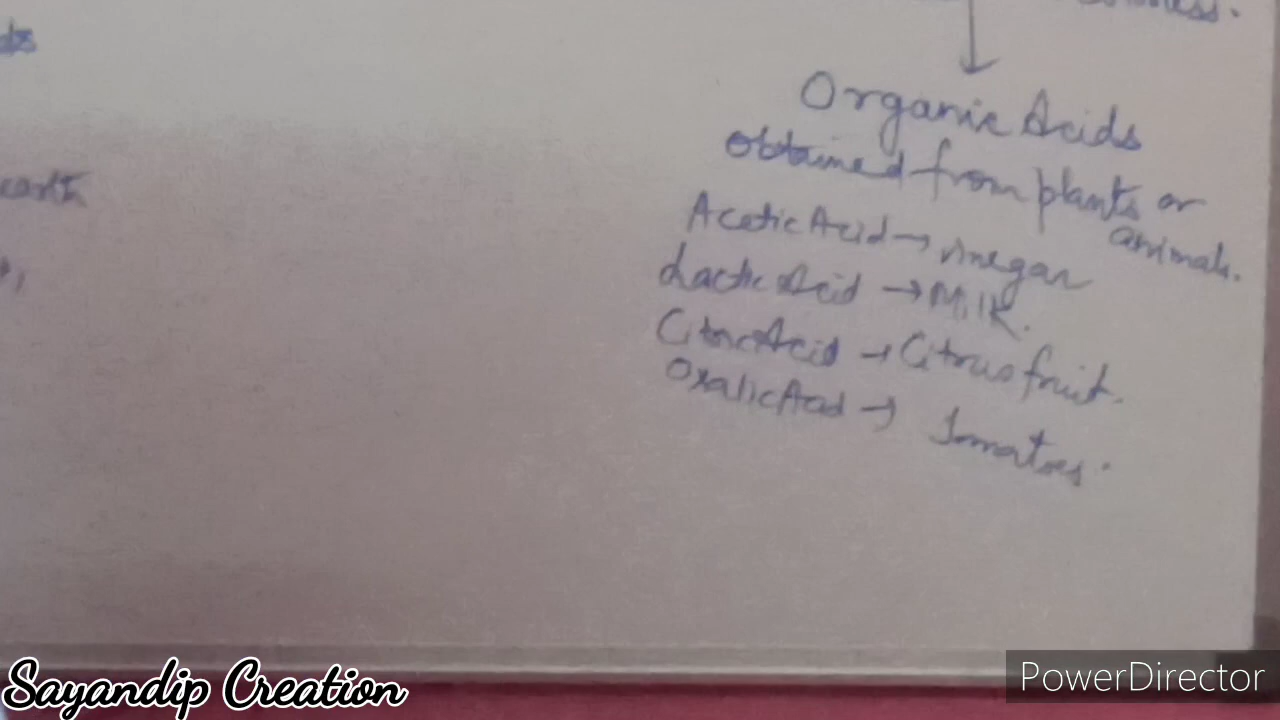 Organic Acids
obtained from plants or
animals.
Acetic Acid → vinegar
Lactic Acid → Milk.
Citric Acid → Citrus fruit.
Oxalic Acid → Tomatoes.
earth
Sayandip Creation
PowerDirector